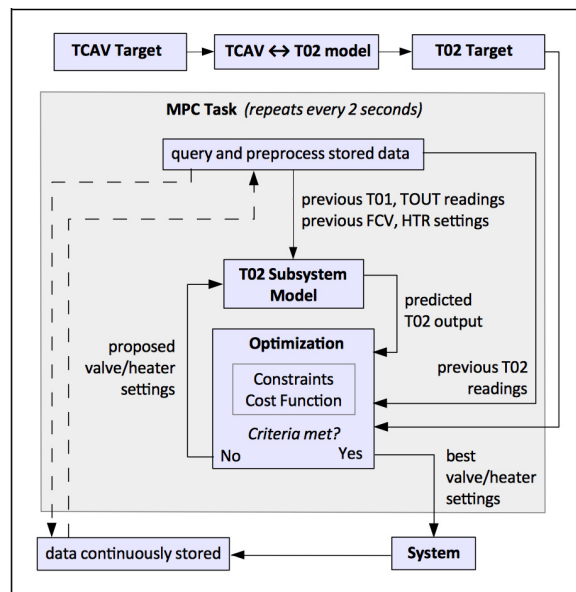 TCAV Target
TCAV ↔ T02 model
T02 Target
MPC Task (repeats every 2 seconds)
query and preprocess stored data
previous T01, TOUT readings
previous FCV, HTR settings
T02 Subsystem
Model
predicted
T02 output
proposed
valve/heater
settings
Optimization
Constraints
Cost Function
Criteria met?
No
Yes
previous T02
readings
best
valve/heater
settings
data continuously stored
System